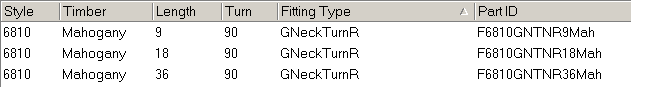 Style Timber Length Turn Fitting Type Part ID
6810 Mahogany 9 90 GNeckTurnR F6810GNTNR9Mah
6810 Mahogany 18 90 GNeckTurnR F6810GNTNR18Mah
6810 Mahogany 36 90 GNeckTurnR F6810GNTNR36Mah